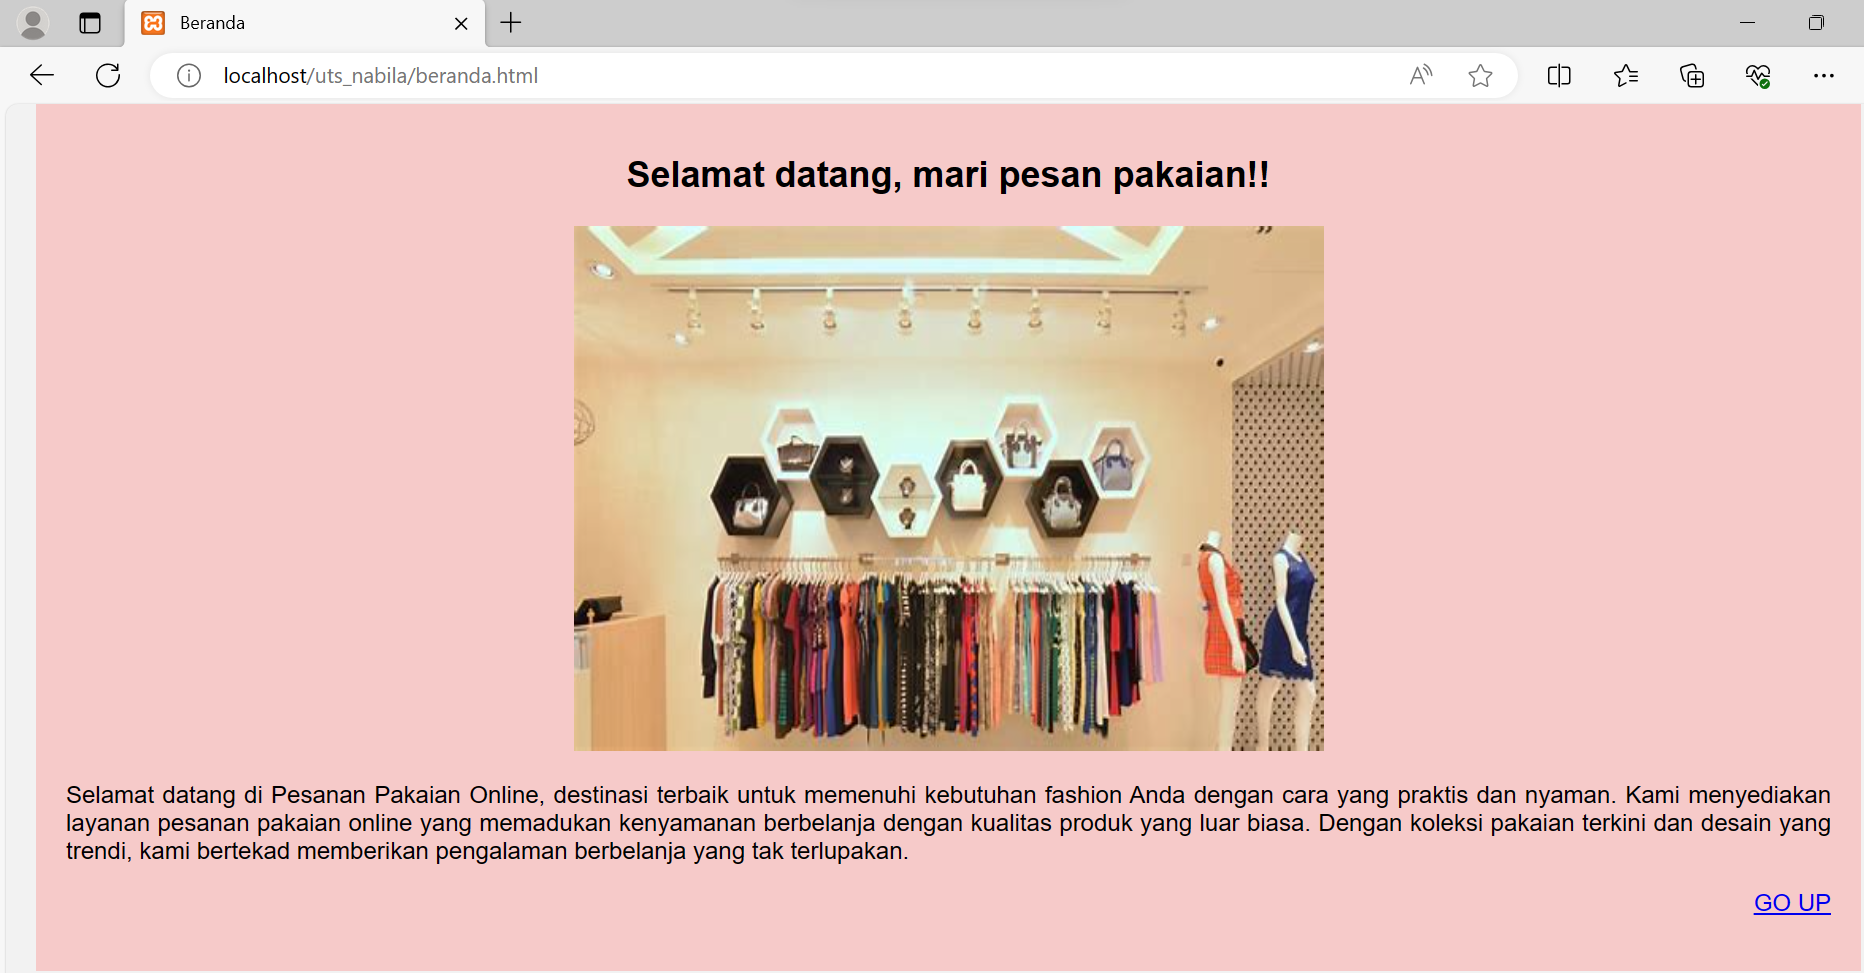 Beranda
localhost/uts_nabila/beranda.html
Selamat datang, mari pesan pakaian!!
Selamat datang di Pesanan Pakaian Online, destinasi terbaik untuk memenuhi kebutuhan fashion Anda dengan cara yang praktis dan nyaman. Kami menyediakan
layanan pesanan pakaian online yang memadukan kenyamanan berbelanja dengan kualitas produk yang luar biasa. Dengan koleksi pakaian terkini dan desain yang
trendi, kami bertekad memberikan pengalaman berbelanja yang tak terlupakan.
GO UP